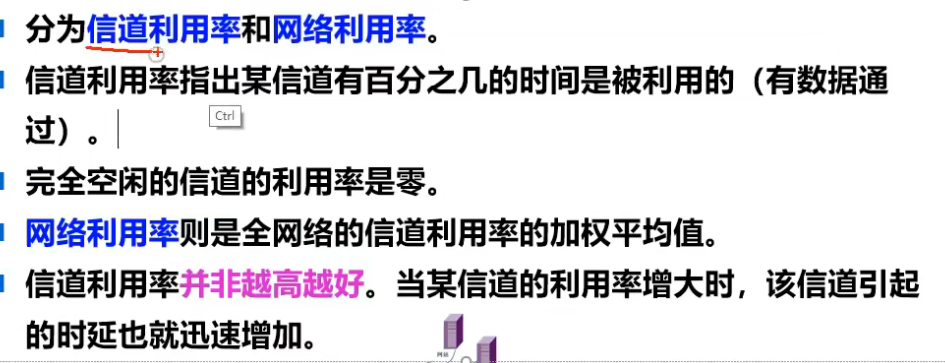 分为信道利用率和网络利用率。
信道利用率指出某信道有百分之几的时间是被利用的（有数据通
过）。
Ctrl
完全空闲的信道的利用率是零。
网络利用率则是全网络的信道利用率的加权平均值。
信道利用率并非越高越好。当某信道的利用率增大时，该信道引起
的时延也就迅速增加。